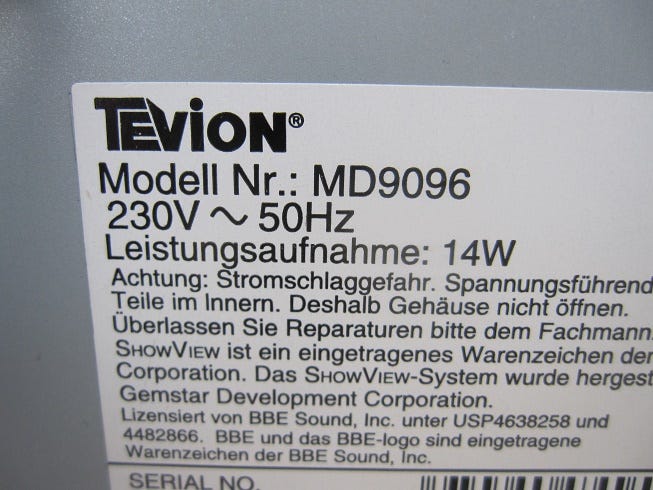 TEVION®
Modell Nr.: MD9096
230V ~ 50Hz
Leistungsaufnahme: 14W
Achtung: Stromschlaggefahr. Spannungsführend
Teile im Innern. Deshalb Gehäuse nicht öffnen.
Überlassen Sie Reparaturen bitte dem Fachmann.
SHOWVIEW ist ein eingetragenes Warenzeichen der
Corporation. Das SHOWVIEW-System wurde hergest
Gemstar Development Corporation.
Lizensiert von BBE Sound, Inc. unter USP4638258 und
4482866. BBE und das BBE-logo sind eingetragene
Warenzeichen der BBE Sound, Inc.
SERIAL NO.